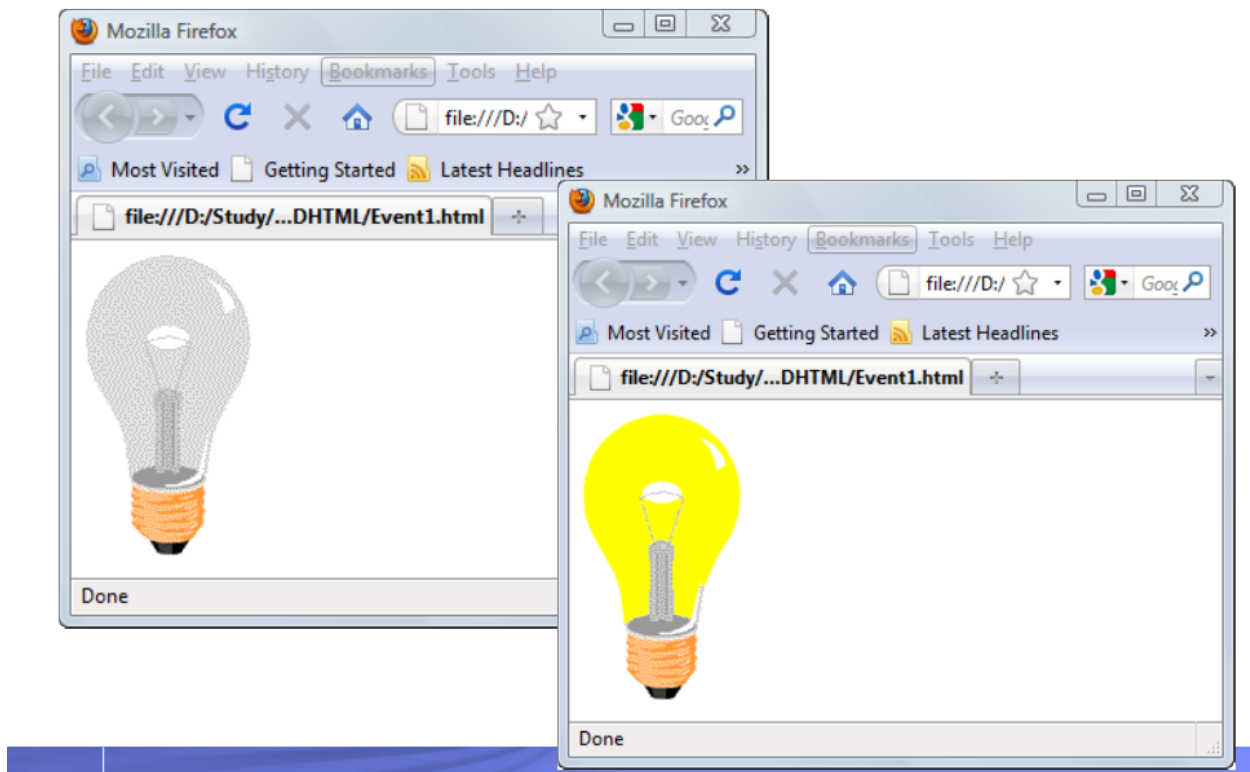 Mozilla Firefox
File Edit View History Bookmarks Tools Help
file:///D:/
Most Visited Getting Started Latest Headlines »
file:///D:/Study/...DHTML/Event1.html
Done
Mozilla Firefox
File Edit View History Bookmarks Tools Help
file:///D:/
Most Visited Getting Started Latest Headlines »
file:///D:/Study/...DHTML/Event1.html
Done